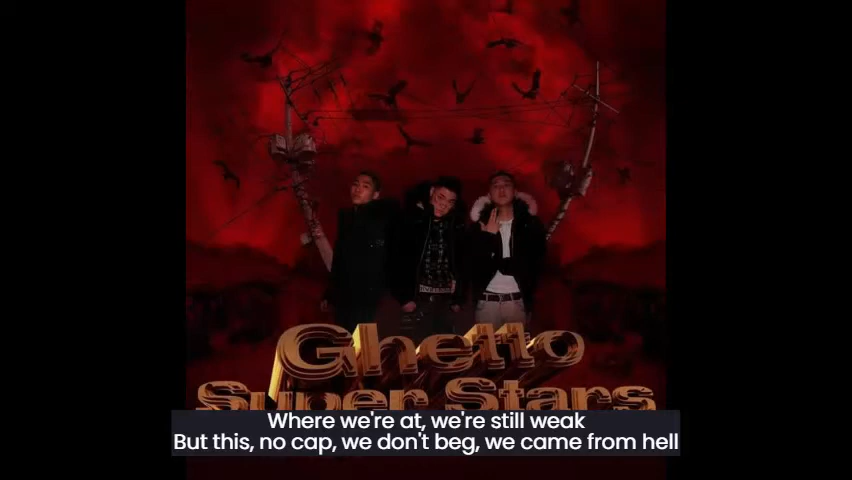 Ghetto
Super Stars
Where we're at, we're still weak
But this, no cap, we don't beg, we came from hell